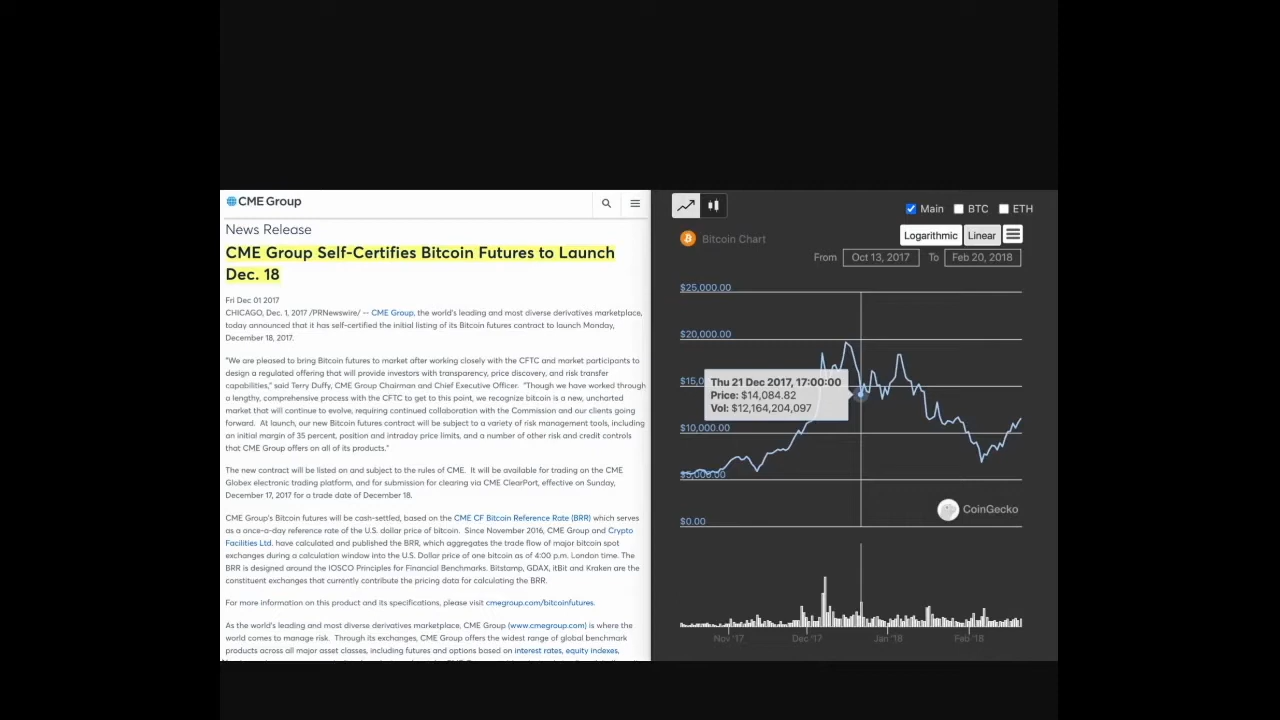 CME Group
News Release
CME Group Self-Certifies Bitcoin Futures to Launch
Dec. 18
Fri Dec 01 2017
CHICAGO, Dec. 1, 2017 /PRNewswire/ -- CME Group, the world's leading and most diverse derivatives marketplace,
today announced that it has self-certified the initial listing of its Bitcoin futures contract to launch Monday,
December 18, 2017.
"We are pleased to bring Bitcoin futures to market after working closely with the CFTC and market participants to
design a regulated offering that will provide investors with transparency, price discovery, and risk transfer
capabilities," said Terry Duffy, CME Group Chairman and Chief Executive Officer. "Though we have worked through
a lengthy, comprehensive process with the CFTC to get to this point, we recognize bitcoin is a new, uncharted
market that will continue to evolve, requiring continued collaboration with the Commission and our clients going
forward. At launch, our new Bitcoin futures contract will be subject to a variety of risk management tools, including
an initial margin of 35 percent, position and intraday price limits, and a number of other risk and credit controls
that CME Group offers on all of its products."
The new contract will be listed on and subject to the rules of CME. It will be available for trading on the CME
Globex electronic trading platform, and for submission for clearing via CME ClearPort, effective on Sunday,
December 17, 2017 for a trade date of December 18.
CME Group's Bitcoin futures will be cash-settled, based on the CME CF Bitcoin Reference Rate (BRR) which serves
as a once-a-day reference rate of the U.S. dollar price of bitcoin. Since November 2016, CME Group and Crypto
Facilities Ltd. have calculated and published the BRR, which aggregates the trade flow of major bitcoin spot
exchanges during a calculation window into the U.S. Dollar price of one bitcoin as of 4:00 p.m. London time. The
BRR is designed around the IOSCO Principles for Financial Benchmarks. Bitstamp, GDAX, itBit and Kraken are the
constituent exchanges that currently contribute the pricing data for calculating the BRR.
For more information on this product and its specifications, please visit cmegroup.com/bitcoinfutures.
As the world's leading and most diverse derivatives marketplace, CME Group (www.cmegroup.com) is where the
world comes to manage risk. Through its exchanges, CME Group offers the widest range of global benchmark
products across all major asset classes, including futures and options based on interest rates, equity indexes,
Main BTC ETH
Bitcoin Chart
Logarithmic Linear
From Oct 13, 2017 To Feb 20, 2018
$25,000.00
$20,000.00
$15,0
Thu 21 Dec 2017, 17:00:00
Price: $14,084.82
Vol: $12,164,204,097
$10,000.00
$5,000.00
CoinGecko
$0.00
Nov '17 Dec '17 Jan '18 Feb '18